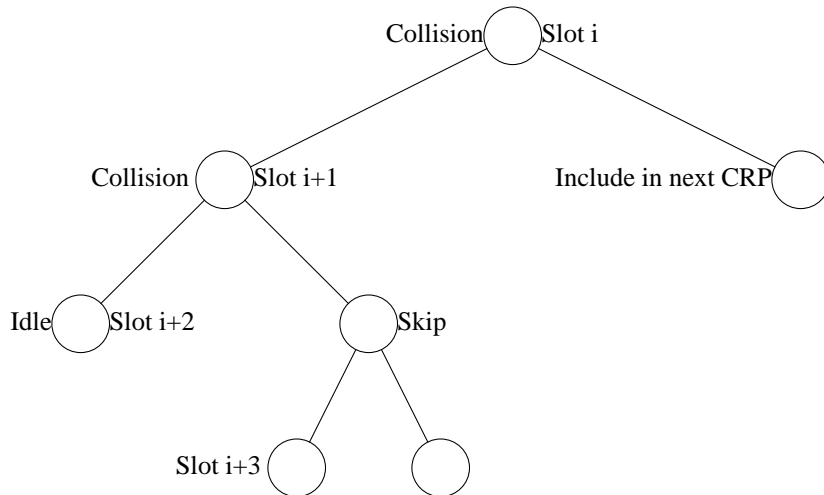 Collision Slot i
Collision Slot i+1 Include in next CRP
Idle Slot i+2 Skip
Slot i+3